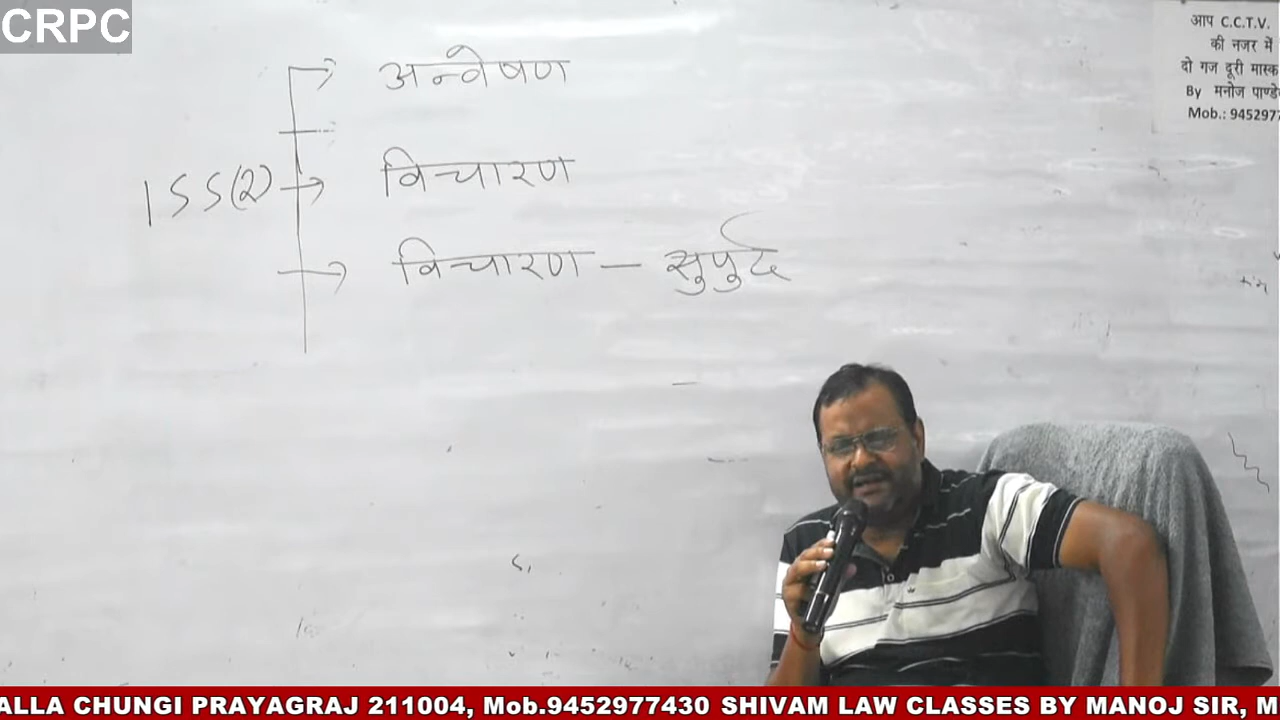 CRPC
आप C.C.T.V.
की नजर में
दो गज दूरी मास्क
By मनोज पाण्डे
Mob.: 945297
अन्वेषण
155(2)
विचारण
विचारण - सुपुर्द
ALLA CHUNGI PRAYAGRAJ 211004, Mob.9452977430 SHIVAM LAW CLASSES BY MANOJ SIR, M